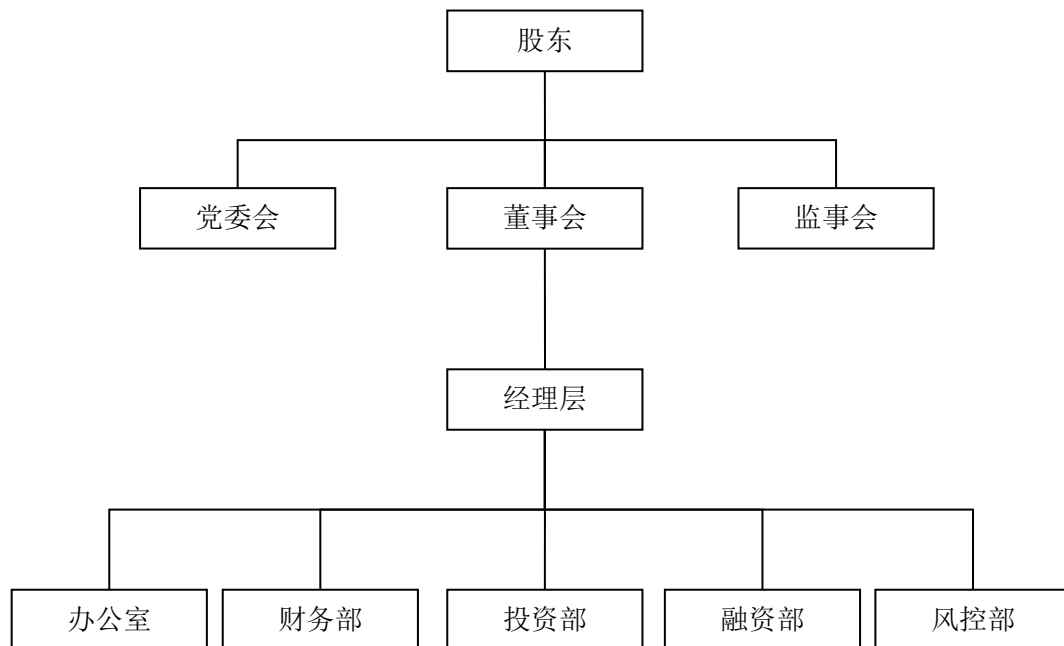 股东
党委会
董事会
监事会
经理层
办公室
财务部
投资部
融资部
风控部